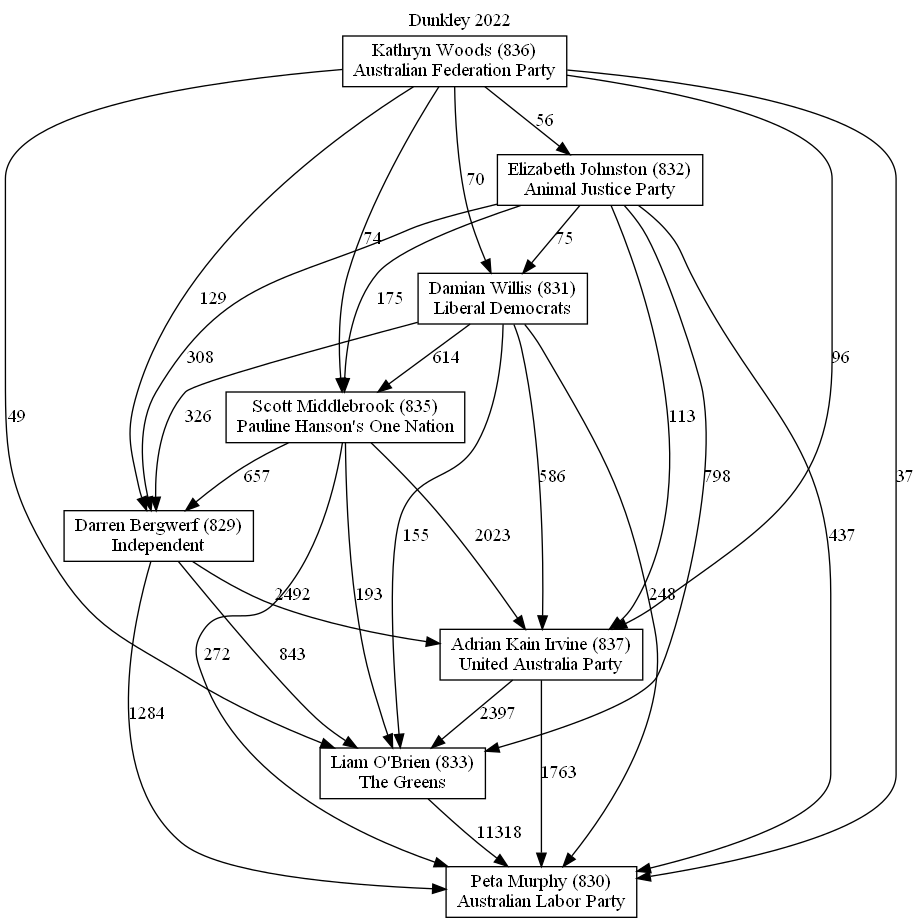 Dunkley 2022
Kathryn Woods (836)
Australian Federation Party
56
Elizabeth Johnston (832)
Animal Justice Party
70
74
75
129
175
Damian Willis (831)
Liberal Democrats
308
614
96
49
326
Scott Middlebrook (835)
Pauline Hanson's One Nation
113
657
586
798
37
Darren Bergwerf (829)
Independent
155
2023
437
2492
193
248
272
843
Adrian Kain Irvine (837)
United Australia Party
1284
2397
Liam O'Brien (833)
The Greens
1763
11318
Peta Murphy (830)
Australian Labor Party